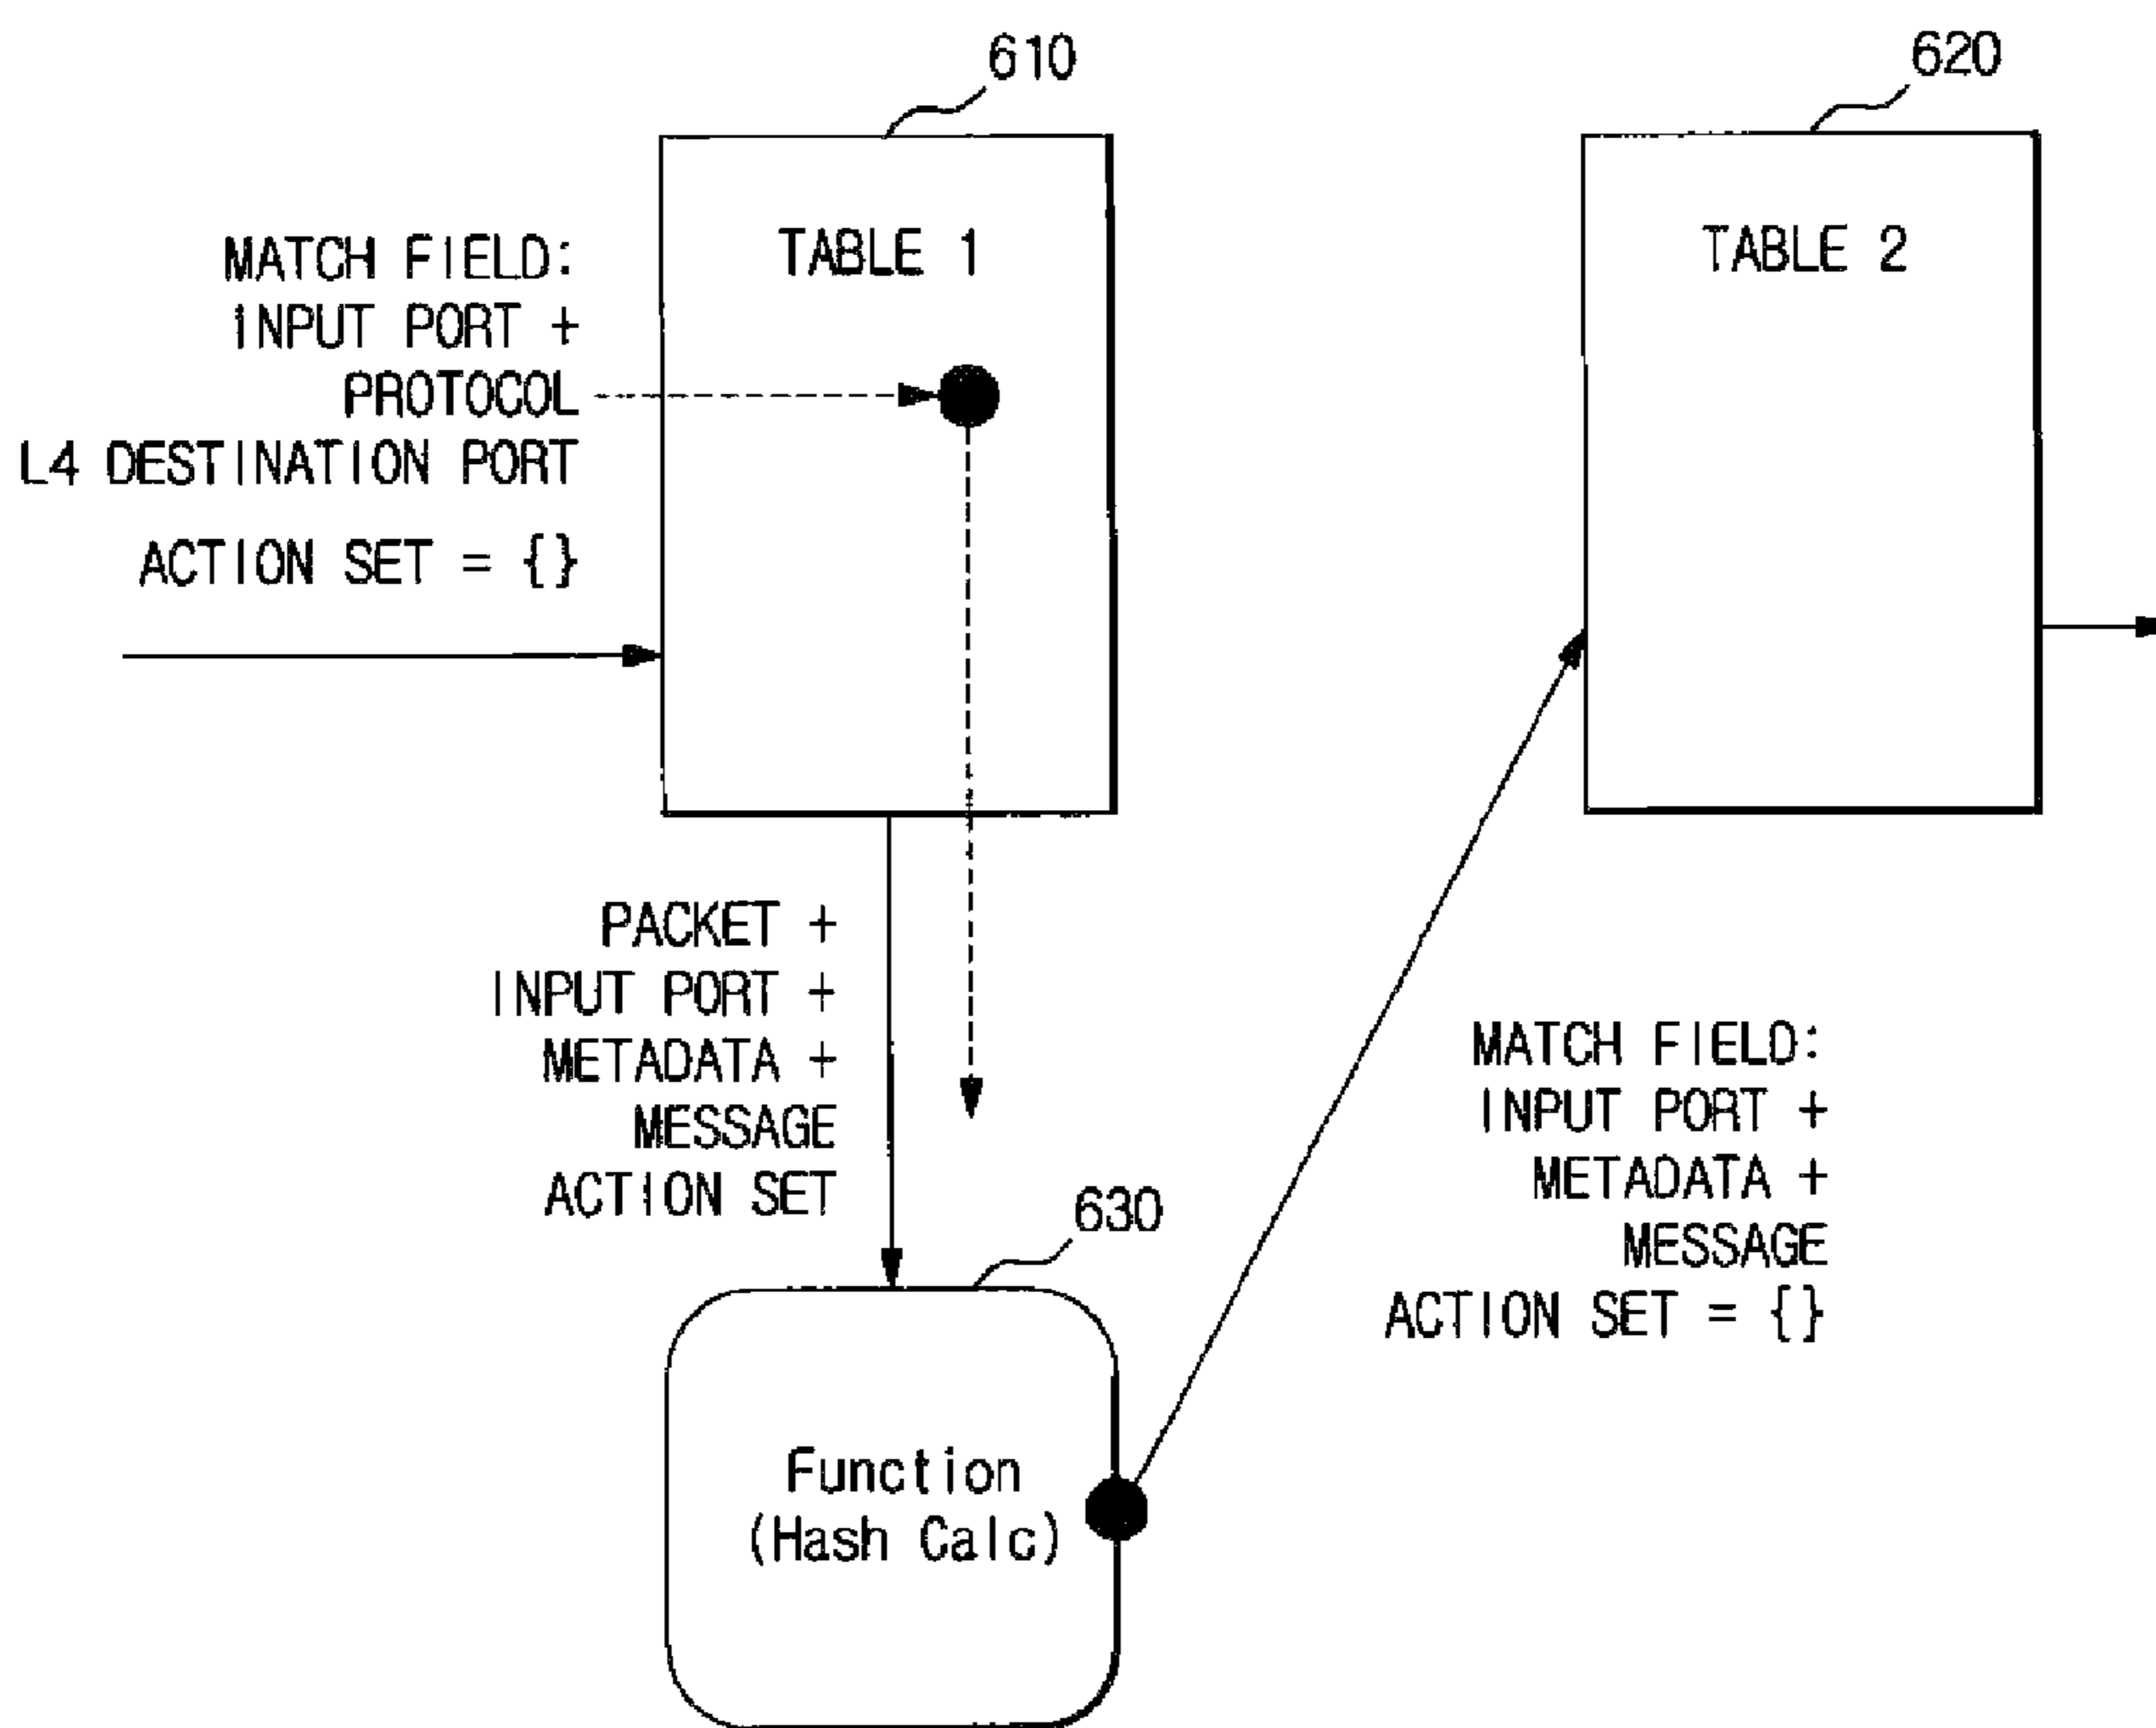 610
620
MATCH FIELD:
INPUT PORT +
PROTOCOL
L4 DESTINATION PORT
ACTION SET = {}
TABLE 1
TABLE 2
PACKET +
INPUT PORT +
METADATA +
MESSAGE
ACTION SET
630
MATCH FIELD:
INPUT PORT +
METADATA +
MESSAGE
ACTION SET = {}
Function
(Hash Calc)